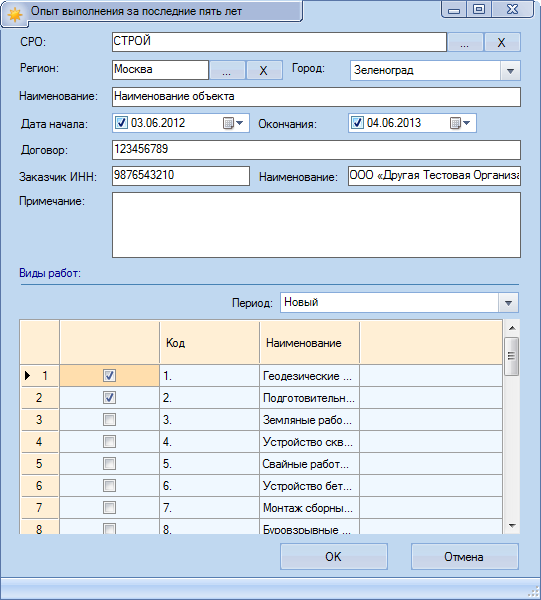 Опыт выполнения за последние пять лет
СРО: СТРОЙ ... X
Регион: Москва ... X Город: Зеленоград
Наименование: Наименование объекта
Дата начала: 03.06.2012 Окончания: 04.06.2013
Договор: 123456789
Заказчик ИНН: 9876543210 Наименование: ООО «Другая Тестовая Организа
Примечание:
Виды работ:
Период: Новый
Код Наименование
1 1. Геодезические ...
2 2. Подготовительн...
3 3. Земляные рабо...
4 4. Устройство скв...
5 5. Свайные работ...
6 6. Устройство бет...
7 7. Монтаж сборны...
8 8. Буровзрывные ...
OK Отмена